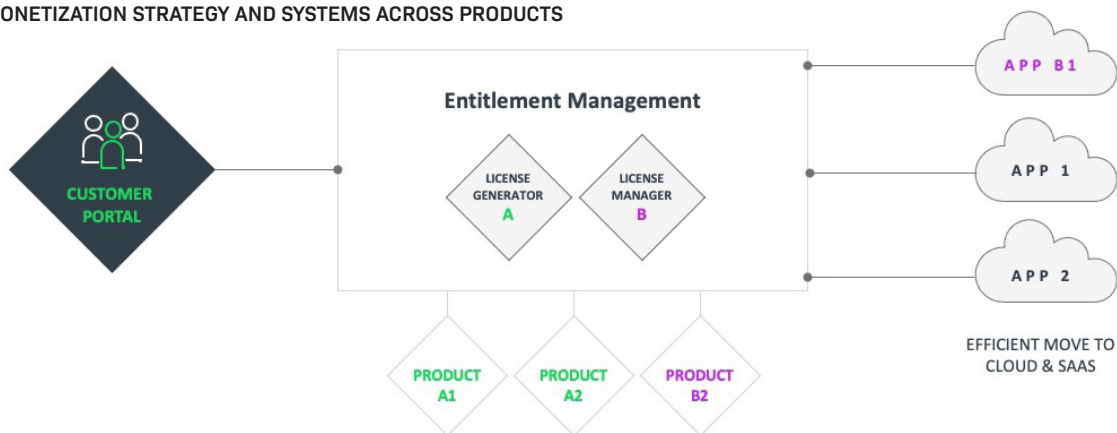 ONETIZATION STRATEGY AND SYSTEMS ACROSS PRODUCTS
CUSTOMER
PORTAL
Entitlement Management
LICENSE
GENERATOR
A
LICENSE
MANAGER
B
APP B1
APP 1
APP 2
EFFICIENT MOVE TO
CLOUD & SAAS
PRODUCT
A1
PRODUCT
A2
PRODUCT
B2